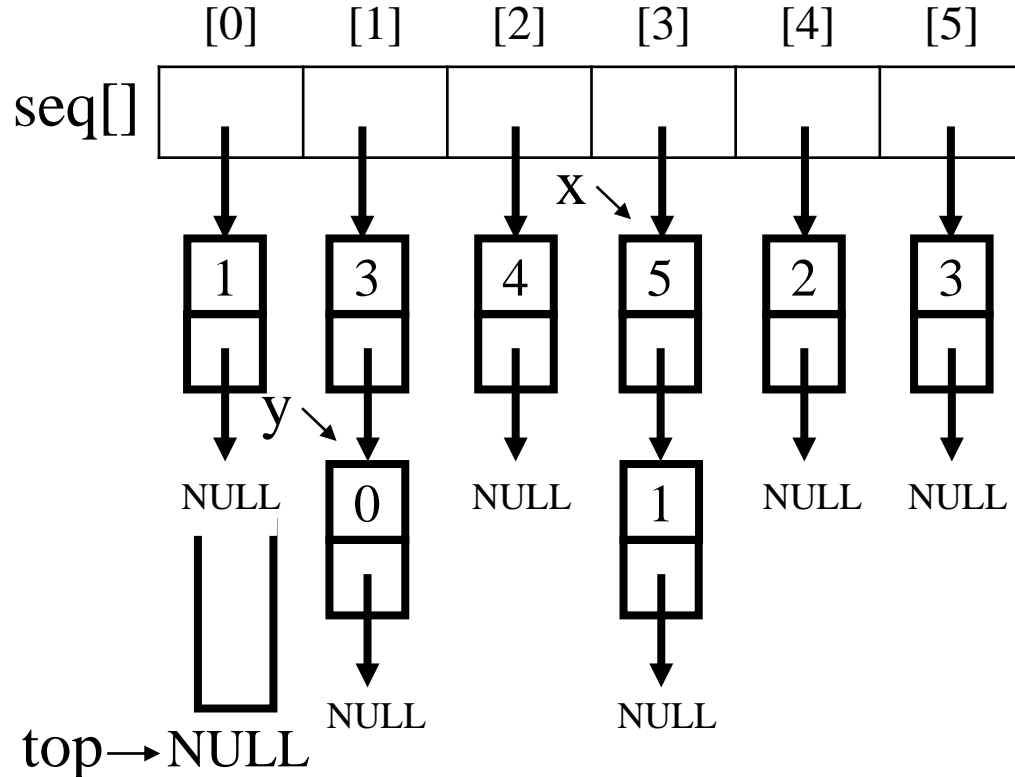 [0] [1] [2] [3] [4] [5]
seq[]
x
1 3 4 5 2 3
y
NULL 0 NULL 1 NULL NULL
NULL NULL
top NULL